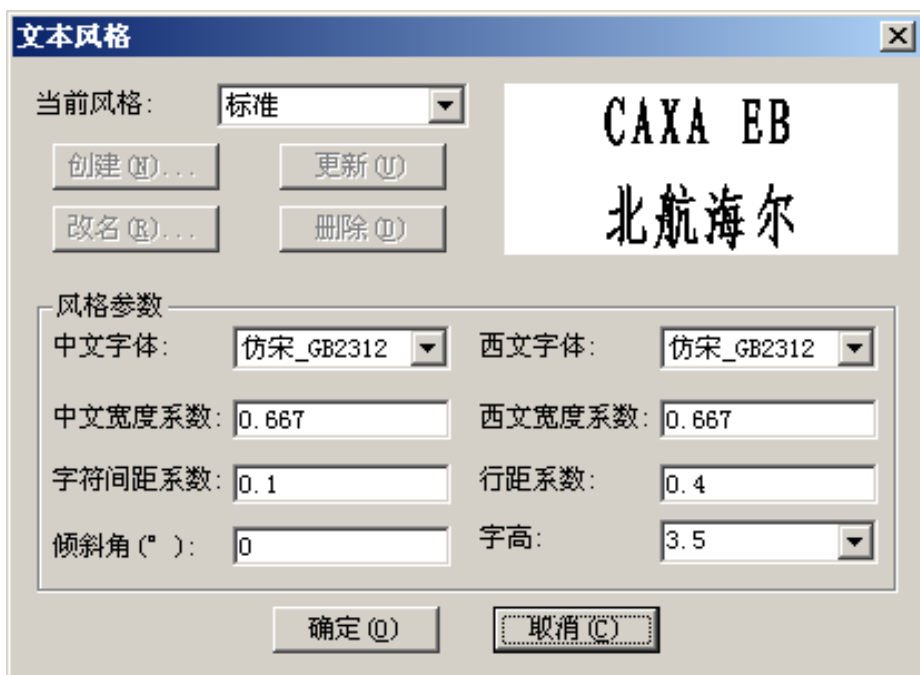 文本风格
当前风格: 标准
CAXA EB
创建(N)... 更新(U)
北航海尔
改名(R)... 删除(D)
风格参数
中文字体: 仿宋_GB2312 西文字体: 仿宋_GB2312
中文宽度系数: 0.667 西文宽度系数: 0.667
字符间距系数: 0.1 行距系数: 0.4
倾斜角(° ): 0 字高: 3.5
确定(O) 取消(C)